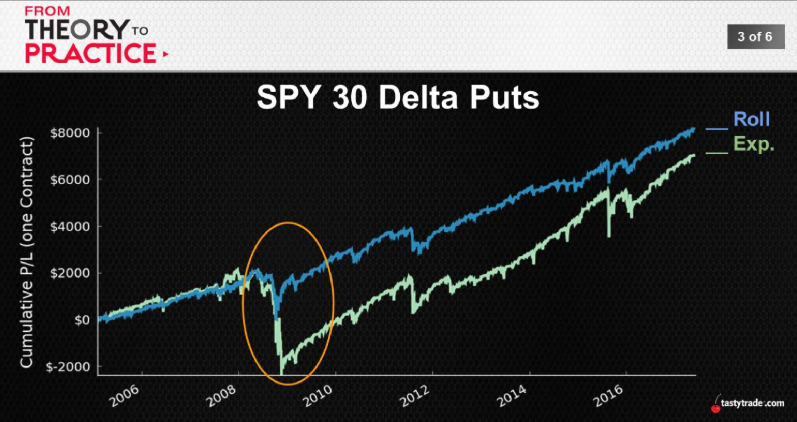 FROM
THEORY TO
PRACTICE
3 of 6
SPY 30 Delta Puts
Roll
Exp.
Cumulative P/L (one Contract)
$8000
$6000
$4000
$2000
$0
$-2000
2006
2008
2010
2012
2014
2016
tastytrade.com